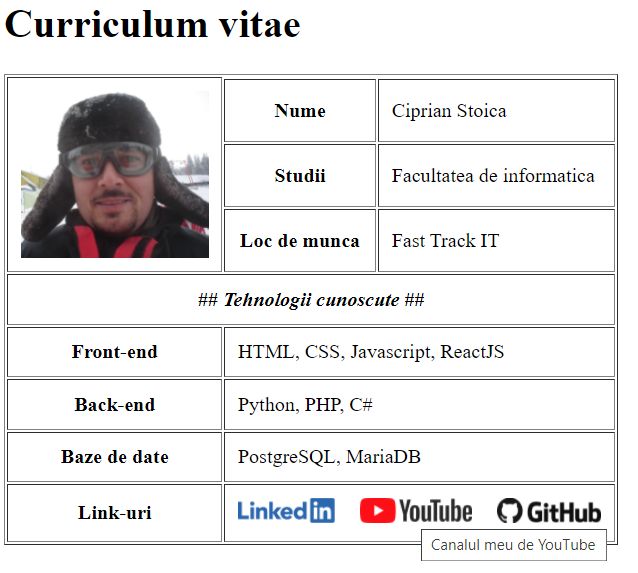 Curriculum vitae
Nume Ciprian Stoica
Studii Facultatea de informatica
Loc de munca Fast Track IT
## Tehnologii cunoscute ##
Front-end HTML, CSS, Javascript, ReactJS
Back-end Python, PHP, C#
Baze de date PostgreSQL, MariaDB
Link-uri Linkedin YouTube GitHub
Canalul meu de YouTube